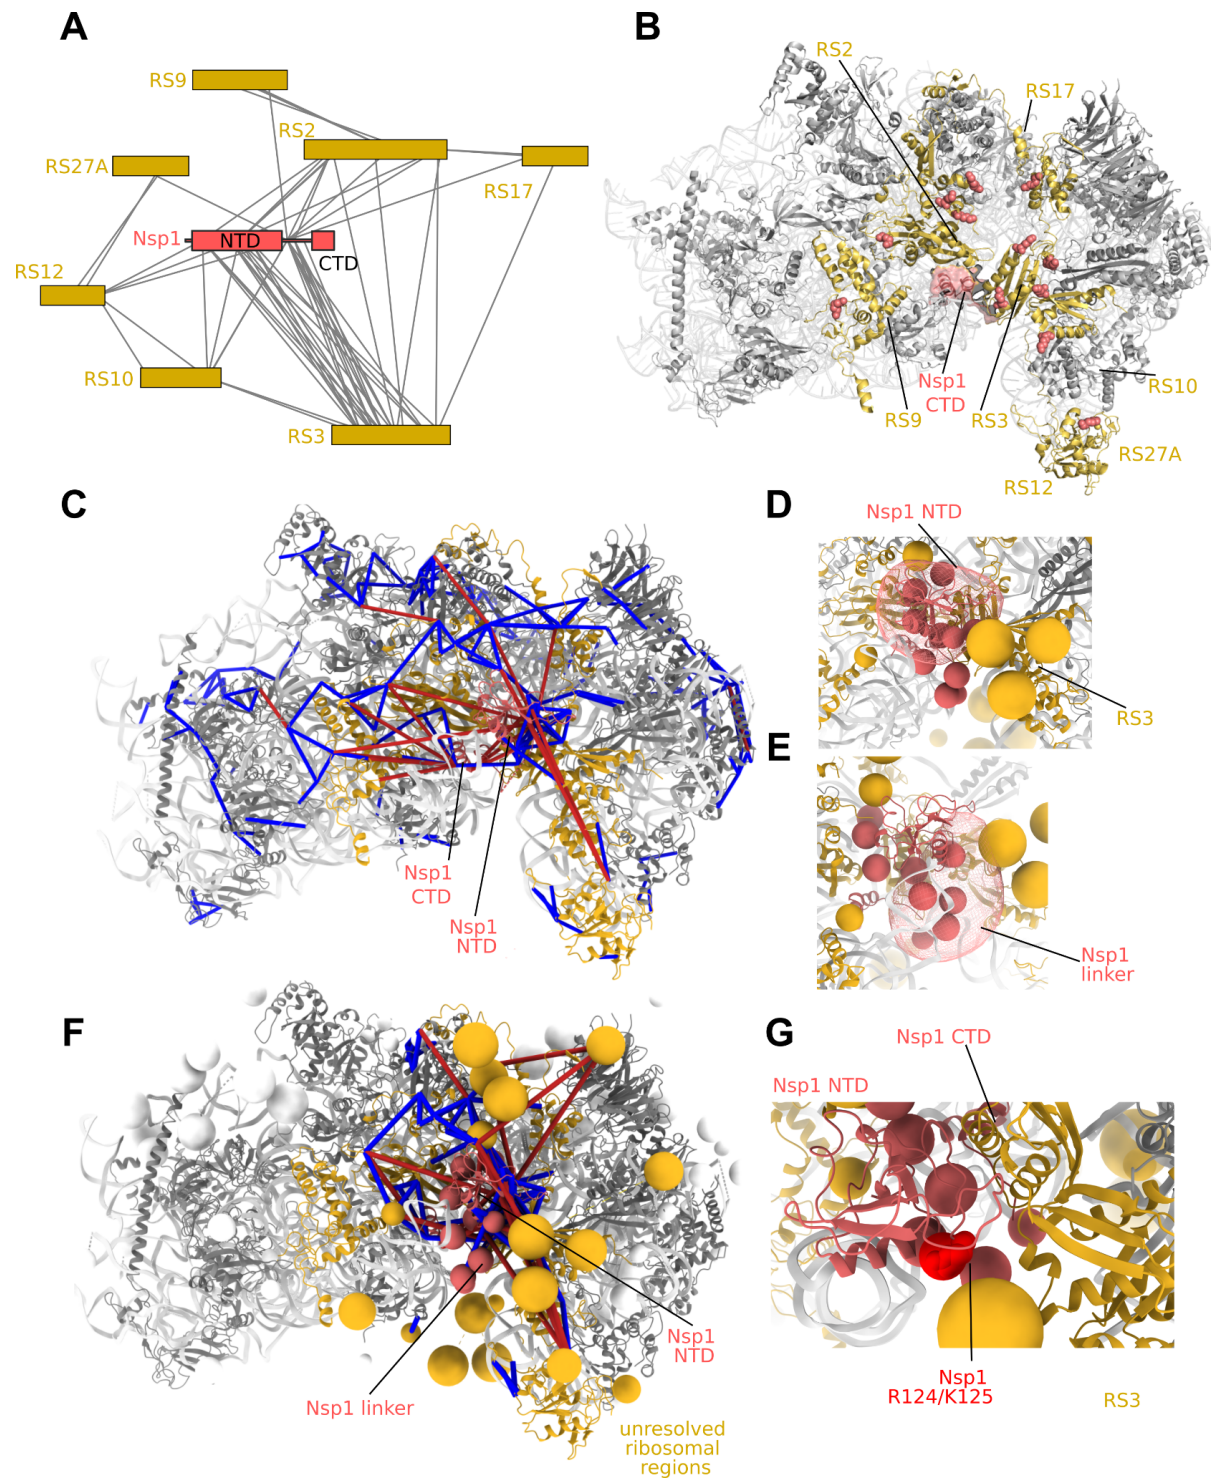 A
RS9
RS2
RS27A
RS17
Nsp1
NTD
CTD
RS12
RS10
RS3
B
RS2
RS17
Nsp1
CTD
RS9
RS3
RS10
RS27A
RS12
C
Nsp1
CTD
Nsp1
NTD
D
Nsp1 NTD
RS3
E
Nsp1
linker
F
Nsp1
NTD
Nsp1 linker
unresolved
ribosomal
regions
G
Nsp1 CTD
Nsp1 NTD
Nsp1
R124/K125
RS3